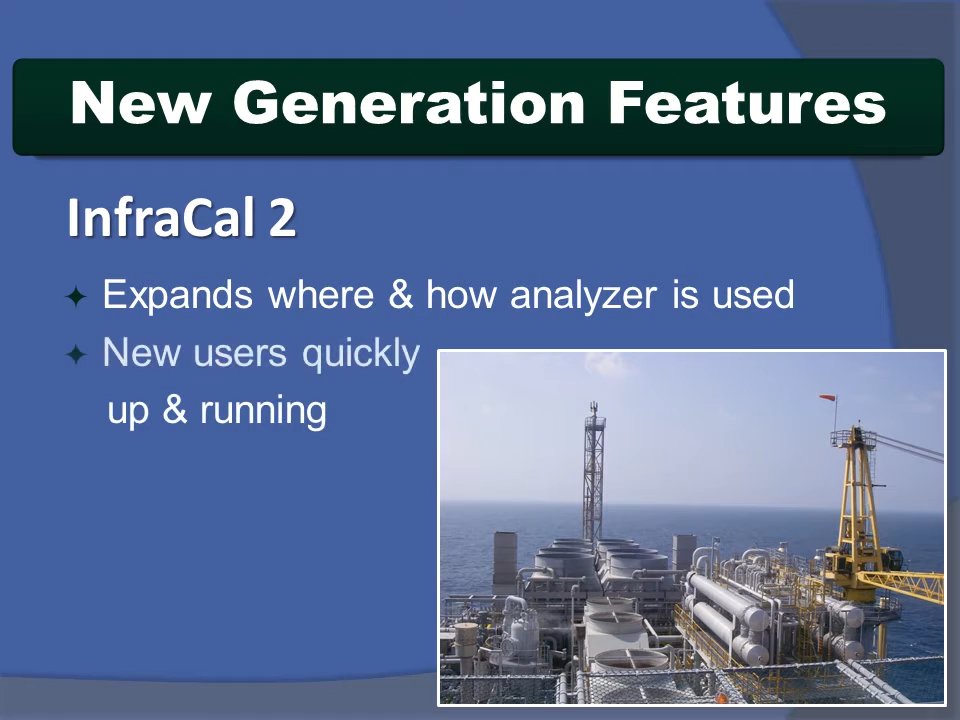 New Generation Features
InfraCal 2
✦ Expands where & how analyzer is used
✦ New users quickly
up & running